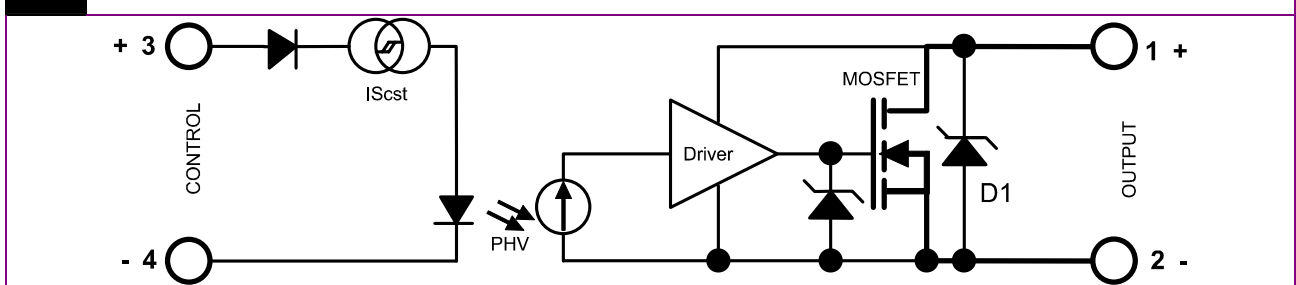 + 3
IScst
CONTROL
- 4
PHV
Driver
MOSFET
D1
1 +
OUTPUT
2 -